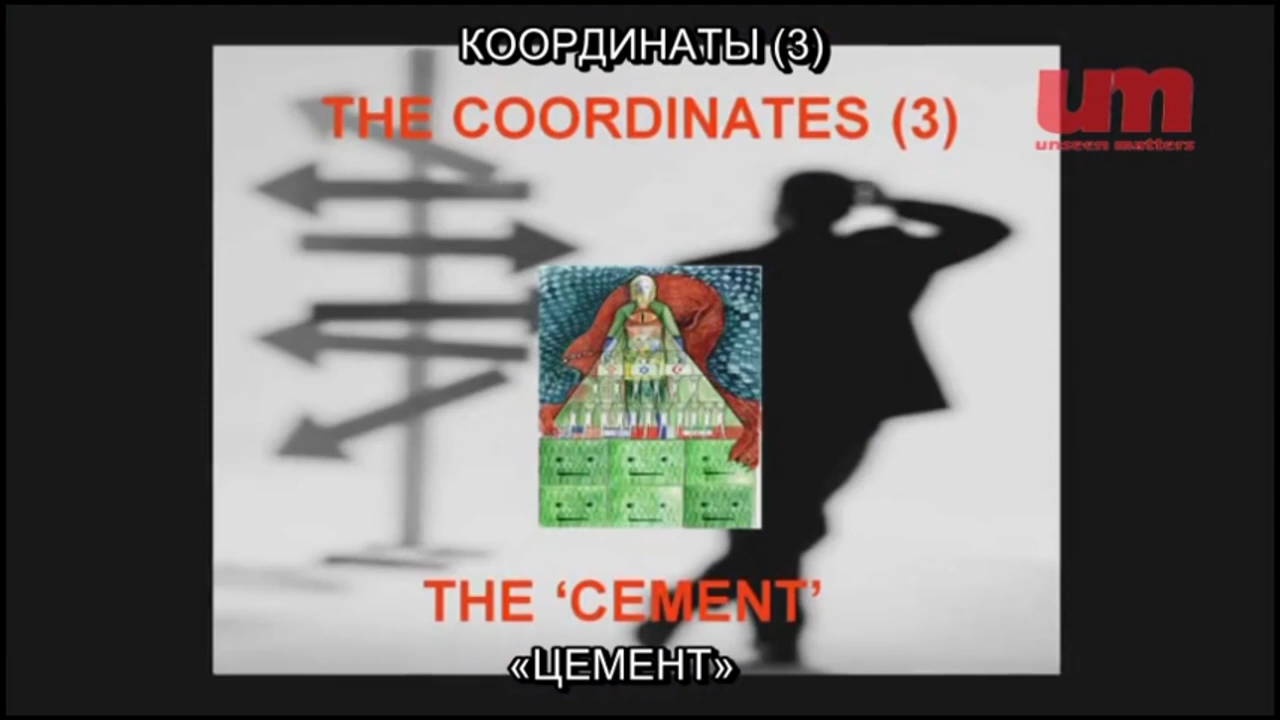 КООРДИНАТЫ (3)
THE COORDINATES (3)
um
unseen matters
THE ‘CEMENT’
«ЦЕМЕНТ»